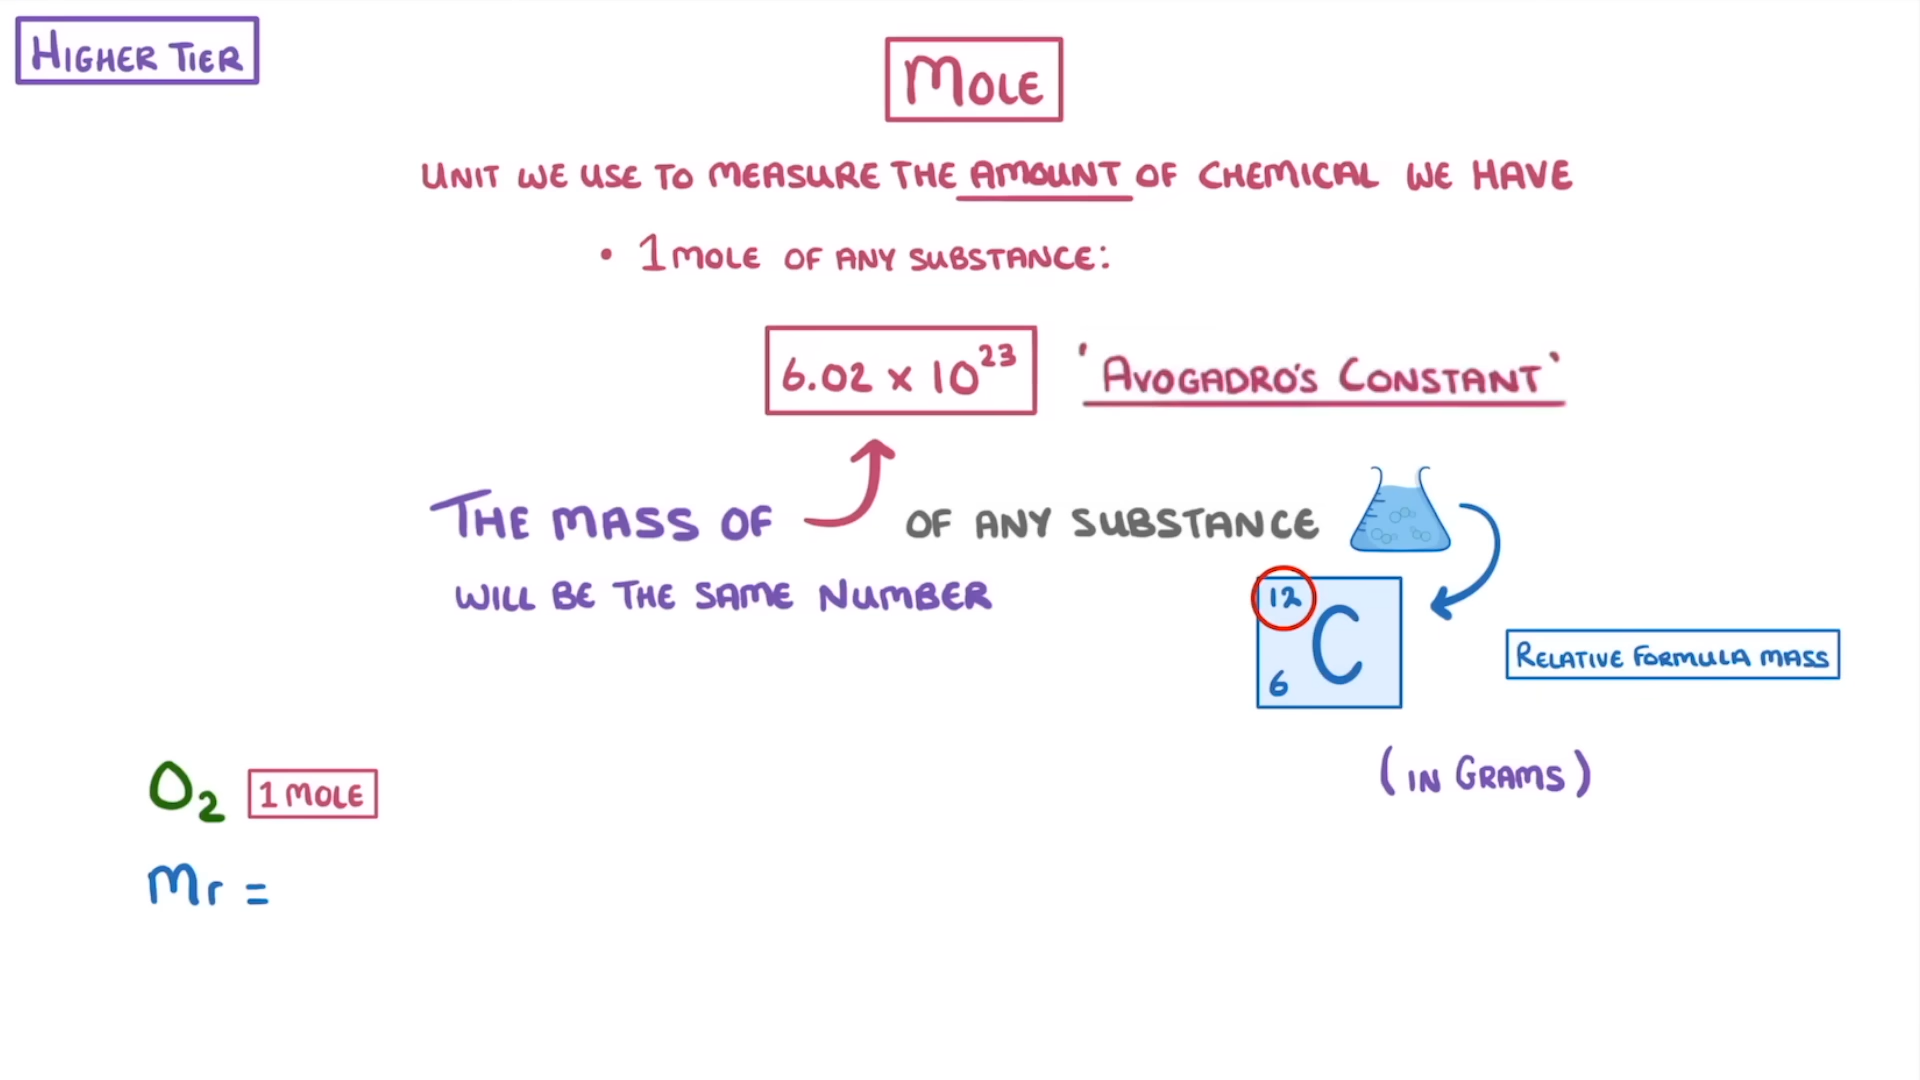 HIGHER TIER
MOLE
UNIT WE USE TO MEASURE THE AMOUNT OF CHEMICAL WE HAVE
• 1 MOLE OF ANY SUBSTANCE:
6.02 x 10²³ 'AVOGADRO'S CONSTANT'
THE MASS OF OF ANY SUBSTANCE
WILL BE THE SAME NUMBER
12
C
6
RELATIVE FORMULA MASS
(IN GRAMS)
O₂ 1 MOLE
Mr =